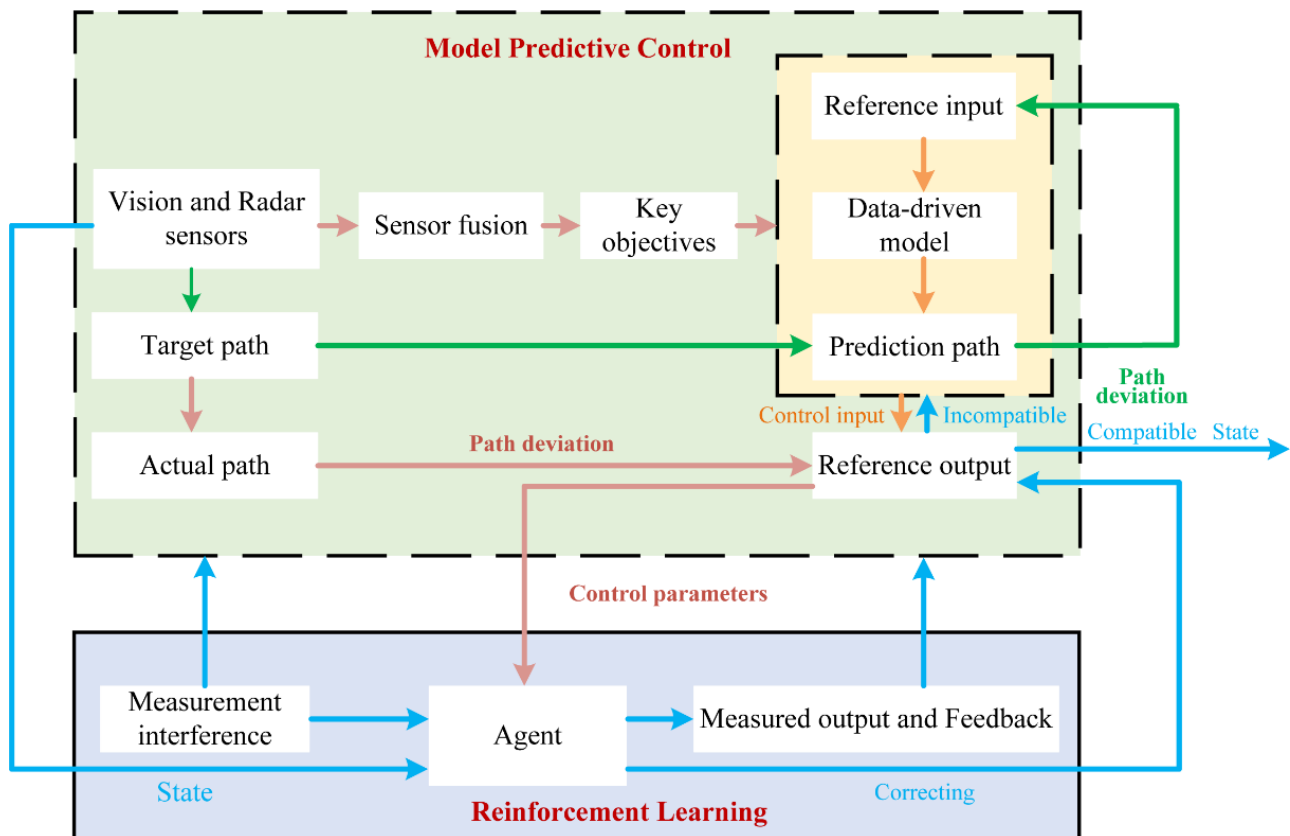 Model Predictive Control
Reference input
Vision and Radar
sensors
Sensor fusion
Key
objectives
Data-driven
model
Target path
Prediction path
Path
deviation
Control input
Incompatible
Compatible State
Actual path
Path deviation
Reference output
Control parameters
Measurement
interference
Agent
Measured output and Feedback
State
Correcting
Reinforcement Learning